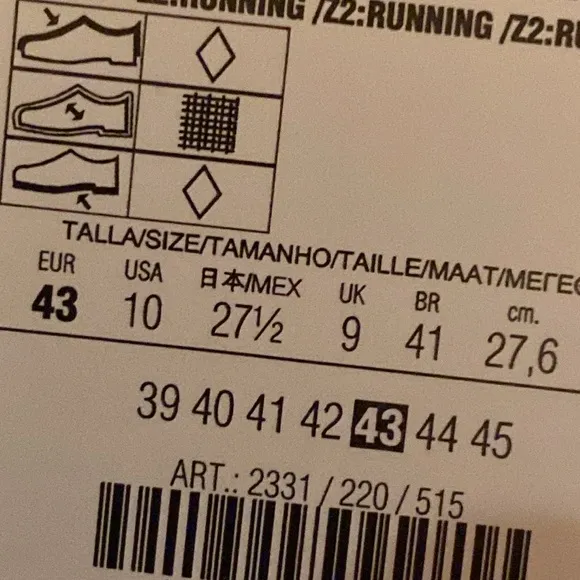 /Z2:RUNNING /Z2:RU
TALLA/SIZE/TAMANHO/TAILLE/MAAT/ΜΕΓΕΘ
EUR USA 日本/MEX UK BR cm.
43 10 27½ 9 41 27,6
39 40 41 42 43 44 45
ART.: 2331 / 220 / 515